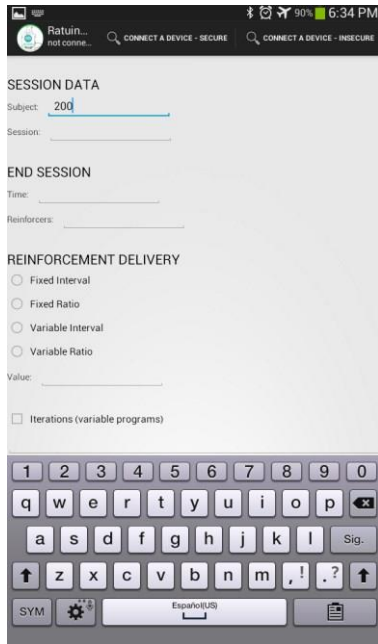 90% 6:34 PM
Ratuin...
not conne...
CONNECT A DEVICE - SECURE
CONNECT A DEVICE - INSECURE
SESSION DATA
Subject: 200
Session:
END SESSION
Time:
Reinforcers:
REINFORCEMENT DELIVERY
Fixed Interval
Fixed Ratio
Variable Interval
Variable Ratio
Value:
Iterations (variable programs)
1 2 3 4 5 6 7 8 9 0
q w e r t y u i o p
a s d f g h j k l Sig.
z x c v b n m , ! . ?
SYM Español(US)